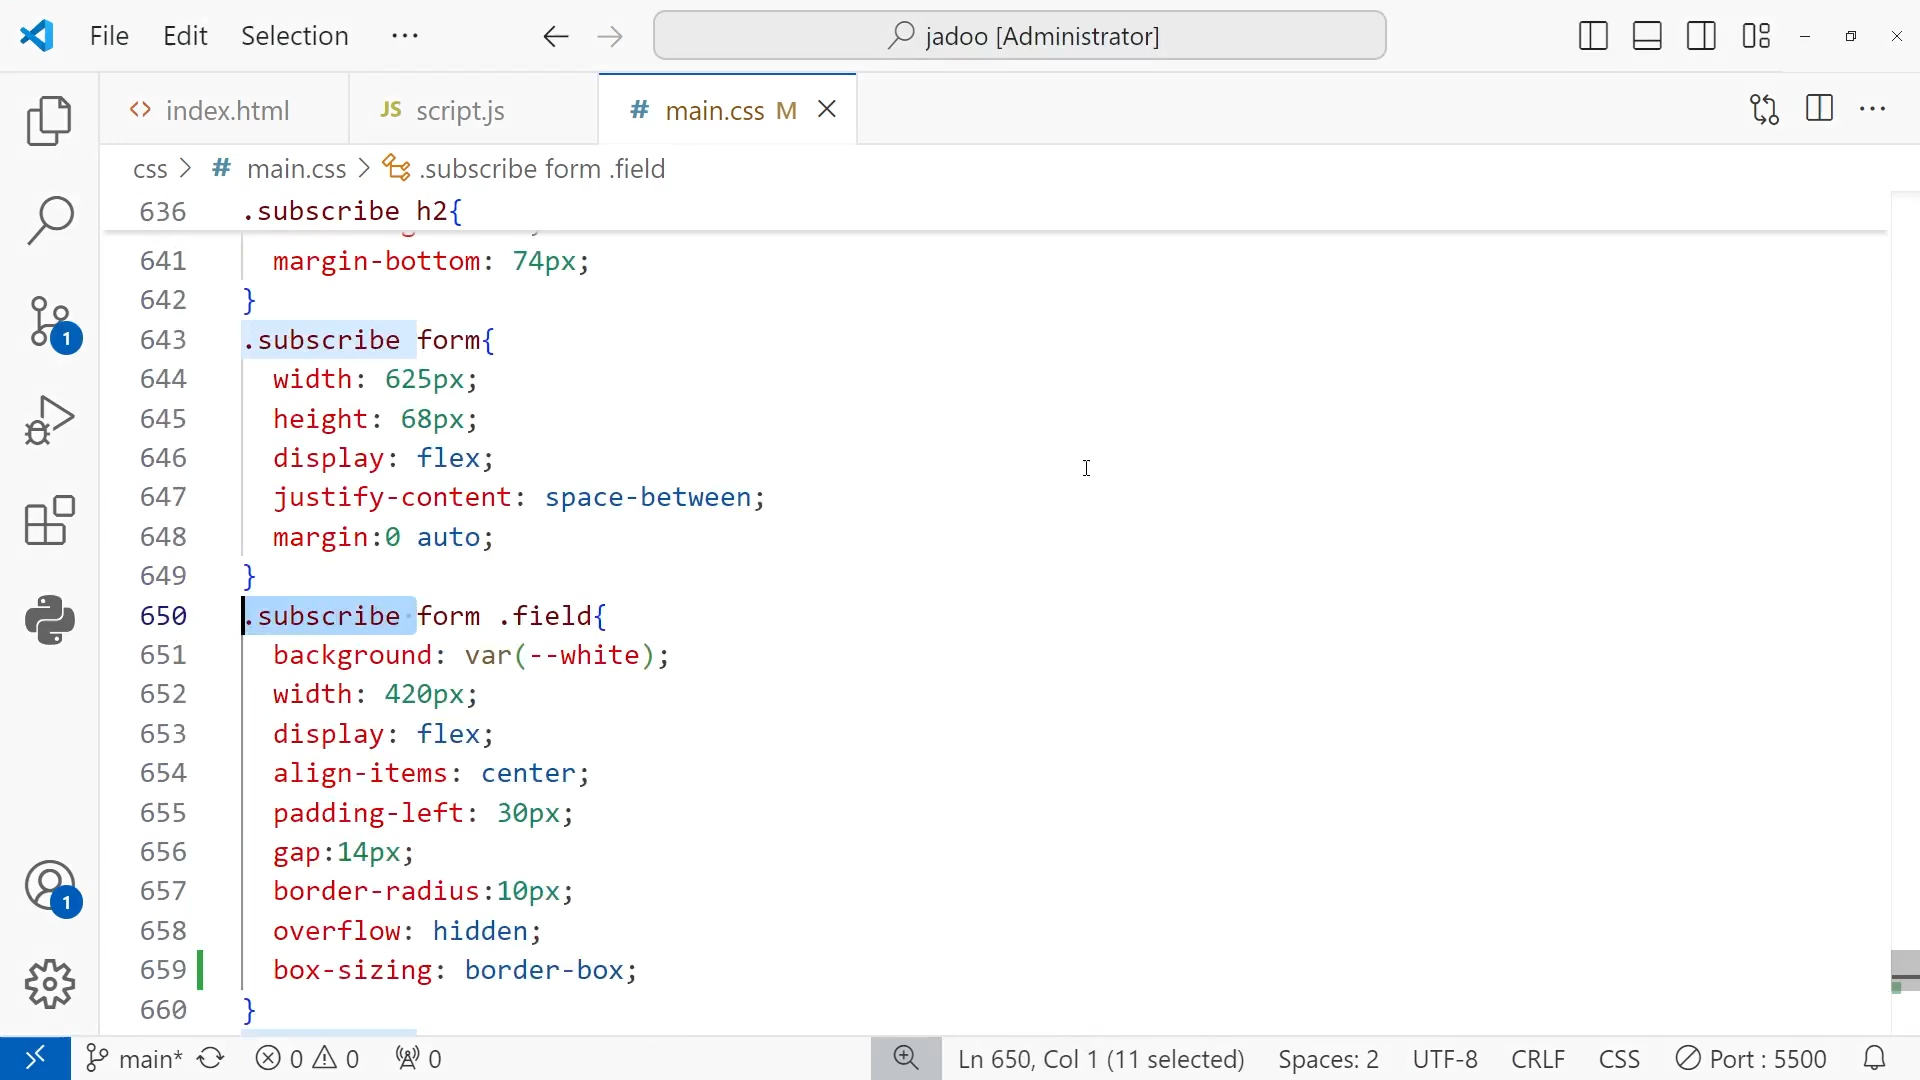 File Edit Selection ··· jadoo [Administrator]
<> index.html JS script.js # main.css M
css > # main.css > .subscribe form .field
636 .subscribe h2{
641 margin-bottom: 74px;
642 }
643 .subscribe form{
644 width: 625px;
645 height: 68px;
646 display: flex;
647 justify-content: space-between;
648 margin:0 auto;
649 }
650 .subscribe form .field{
651 background: var(--white);
652 width: 420px;
653 display: flex;
654 align-items: center;
655 padding-left: 30px;
656 gap:14px;
657 border-radius:10px;
658 overflow: hidden;
659 box-sizing: border-box;
660 }
1
1
main* 0 0 0 Ln 650, Col 1 (11 selected) Spaces: 2 UTF-8 CRLF CSS Port : 5500